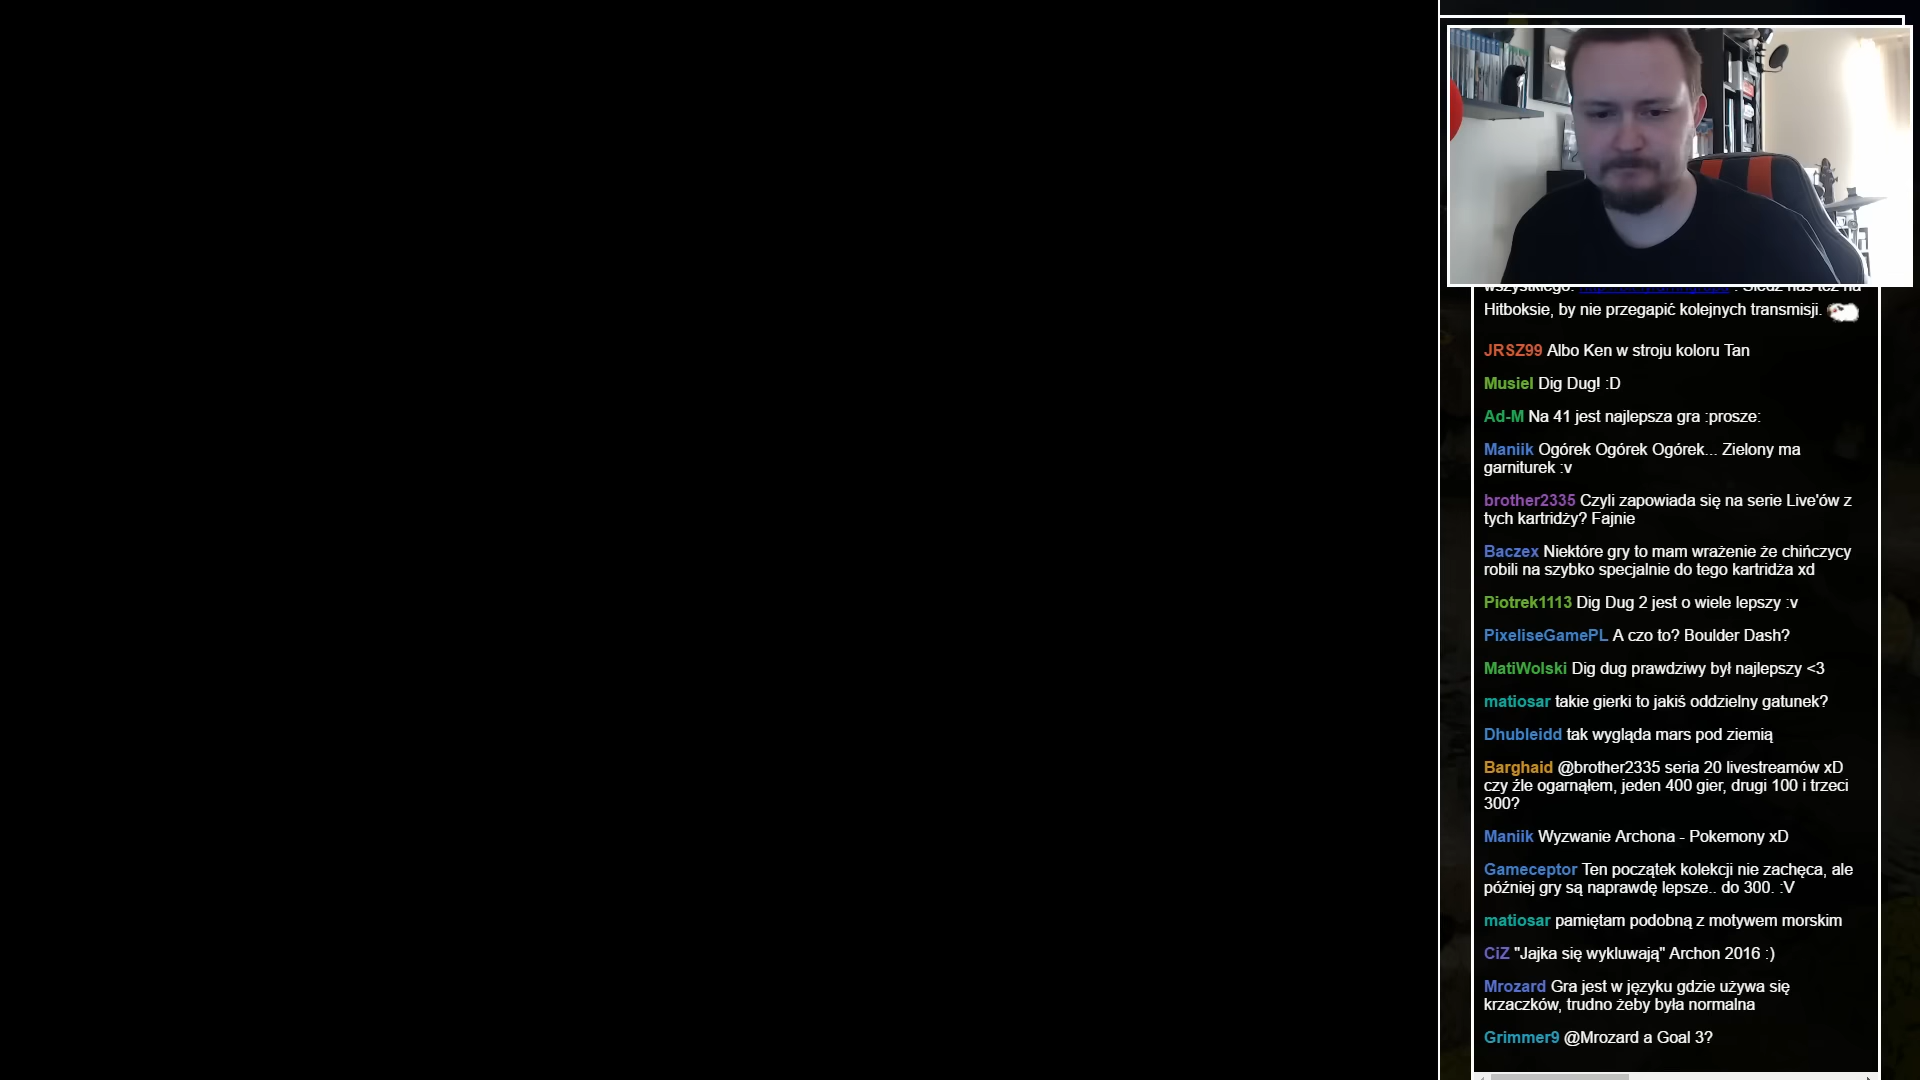 wszystkiego.
Śledź nas też na
Hitboksie, by nie przegapić kolejnych transmisji.
JRSZ99 Albo Ken w stroju koloru Tan
Musiel Dig Dug! :D
Ad-M Na 41 jest najlepsza gra :prosze:
Maniik Ogórek Ogórek Ogórek... Zielony ma
garniturek :v
brother2335 Czyli zapowiada się na serie Live'ów z
tych kartridży? Fajnie
Baczex Niektóre gry to mam wrażenie że chińczycy
robili na szybko specjalnie do tego kartridża xd
Piotrek1113 Dig Dug 2 jest o wiele lepszy :v
PixeliseGamePL A czo to? Boulder Dash?
MatiWolski Dig dug prawdziwy był najlepszy <3
matiosar takie gierki to jakiś oddzielny gatunek?
Dhubleidd tak wygląda mars pod ziemią
Barghaid @brother2335 seria 20 livestreamów xD
czy źle ogarnąłem, jeden 400 gier, drugi 100 i trzeci
300?
Maniik Wyzwanie Archona - Pokemony xD
Gameceptor Ten początek kolekcji nie zachęca, ale
później gry są naprawdę lepsze.. do 300. :V
matiosar pamiętam podobną z motywem morskim
CiZ "Jajka się wykluwają" Archon 2016 :)
Mrozard Gra jest w języku gdzie używa się
krzaczków, trudno żeby była normalna
Grimmer9 @Mrozard a Goal 3?